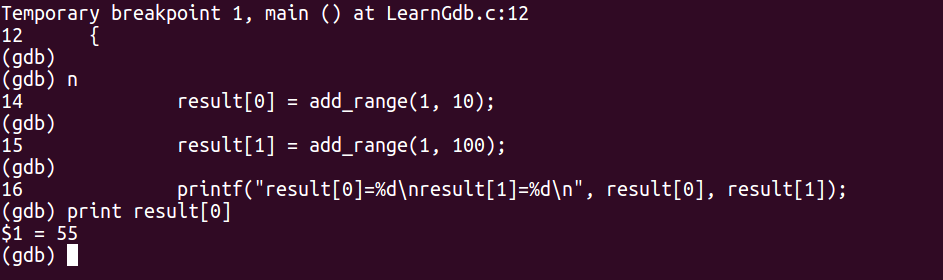 Temporary breakpoint 1, main () at LearnGdb.c:12
12      {
(gdb)
(gdb) n
14              result[0] = add_range(1, 10);
(gdb)
15              result[1] = add_range(1, 100);
(gdb)
16              printf("result[0]=%d\nresult[1]=%d\n", result[0], result[1]);
(gdb) print result[0]
$1 = 55
(gdb)